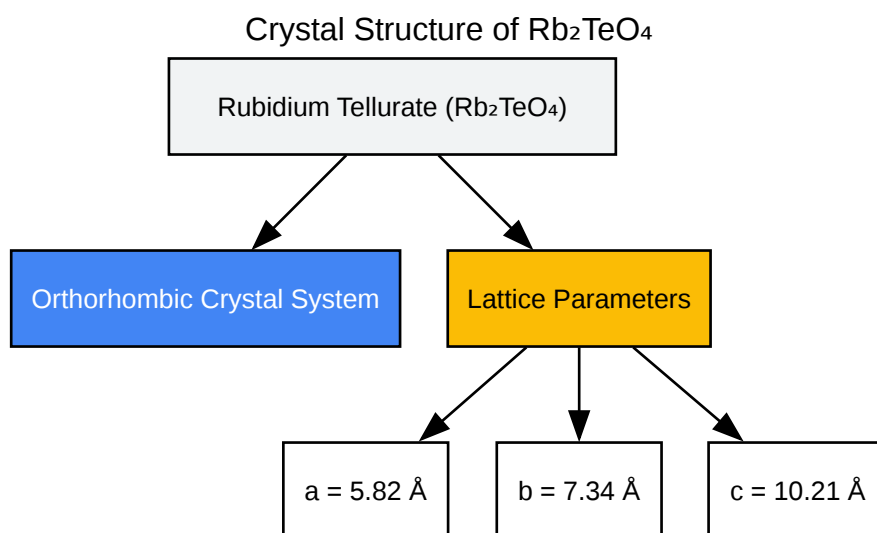 Crystal Structure of Rb₂TeO₄
Rubidium Tellurate (Rb₂TeO₄)
Orthorhombic Crystal System
Lattice Parameters
a = 5.82 Å
b = 7.34 Å
c = 10.21 Å